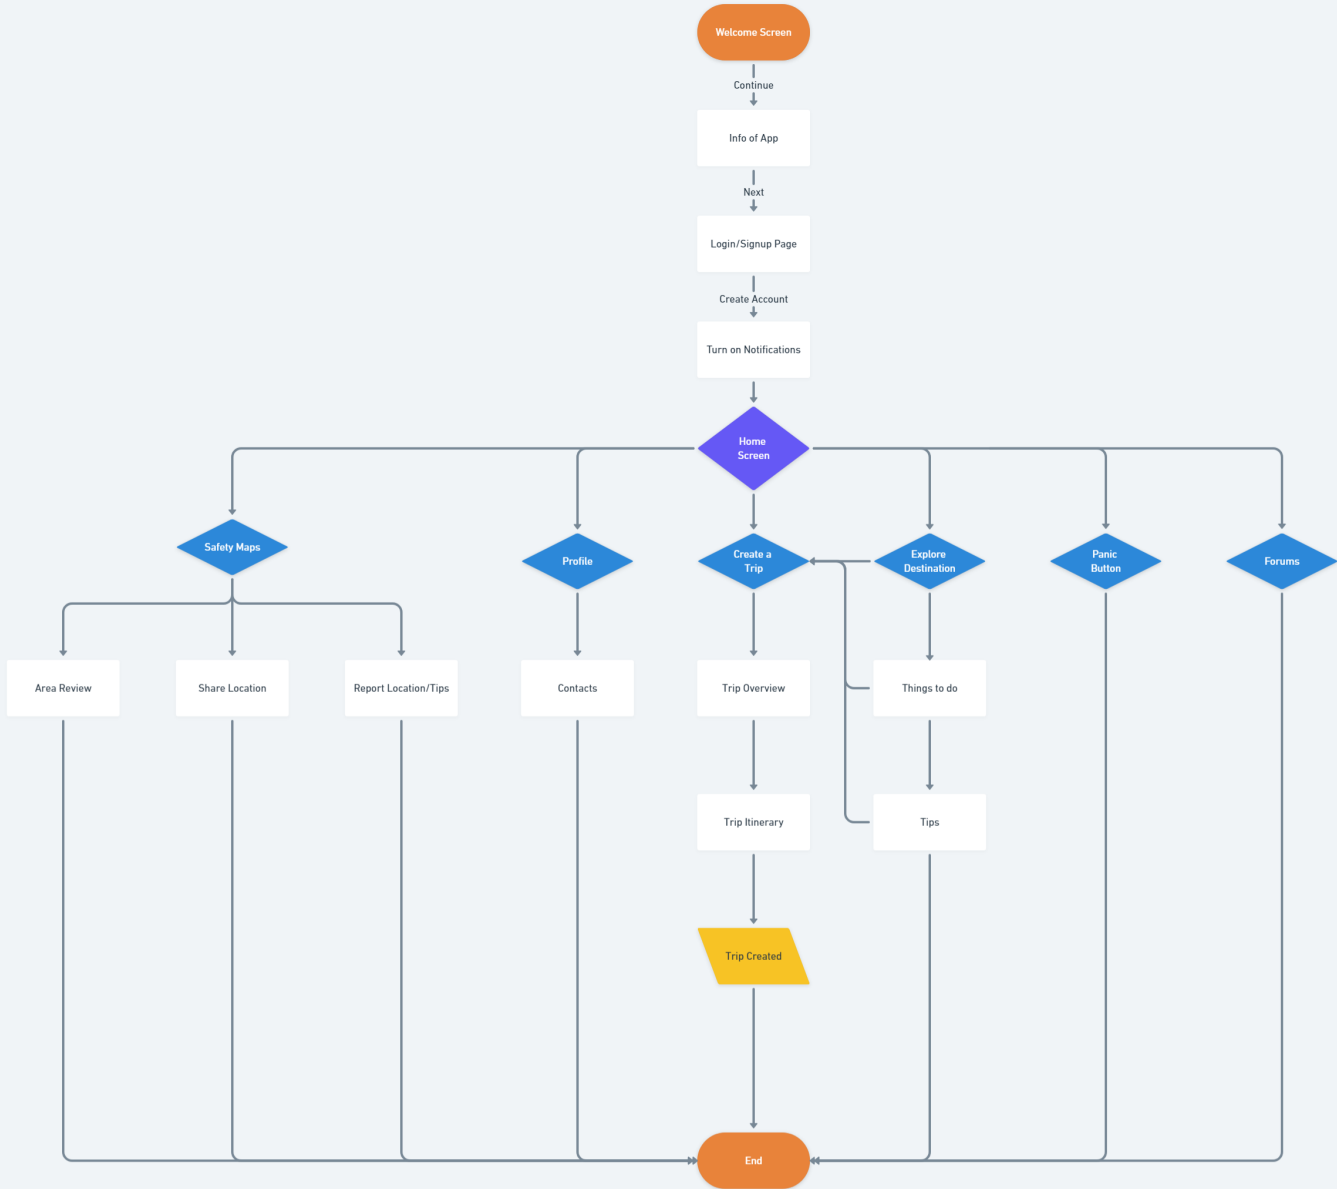 Welcome Screen
Continue
Info of App
Next
Login/Signup Page
Create Account
Turn on Notifications
Home
Screen
Safety Maps
Profile
Create a
Trip
Explore
Destination
Panic
Button
Forums
Area Review
Share Location
Report Location/Tips
Contacts
Trip Overview
Things to do
Trip Itinerary
Tips
Trip Created
End